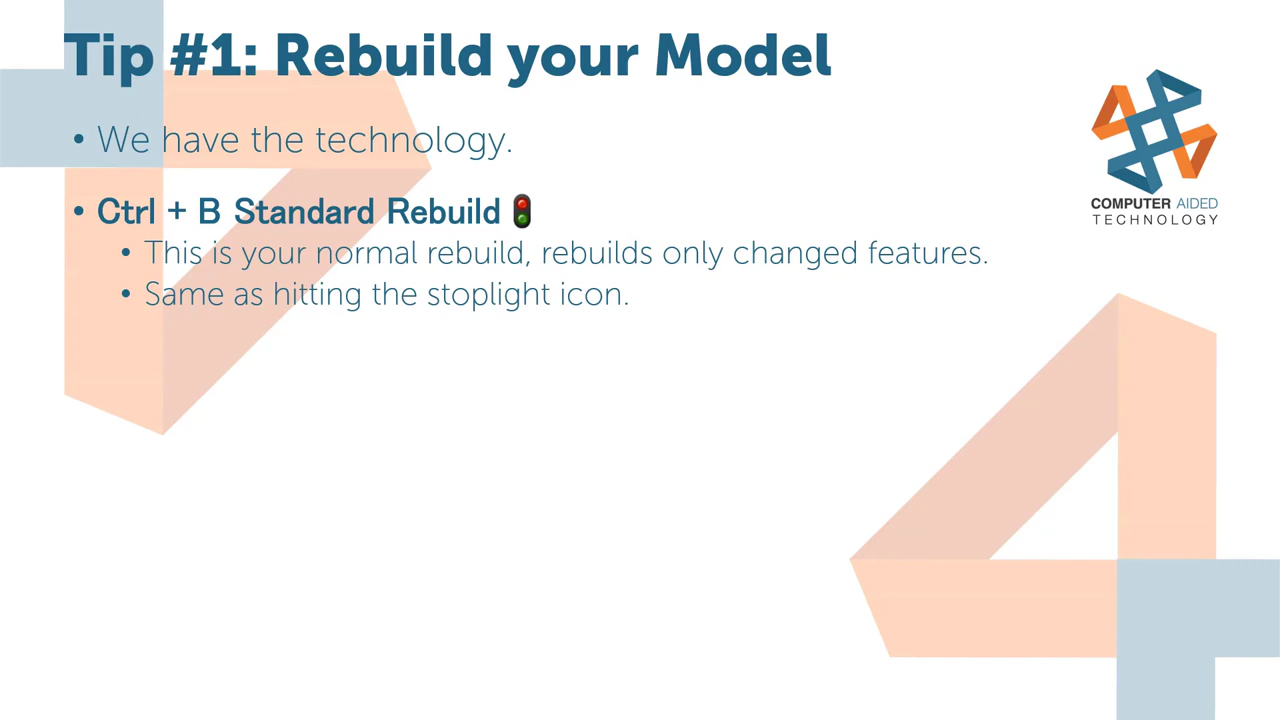 Tip #1: Rebuild your Model
• We have the technology.
• Ctrl + B Standard Rebuild
• This is your normal rebuild, rebuilds only changed features.
• Same as hitting the stoplight icon.
COMPUTER AIDED
TECHNOLOGY